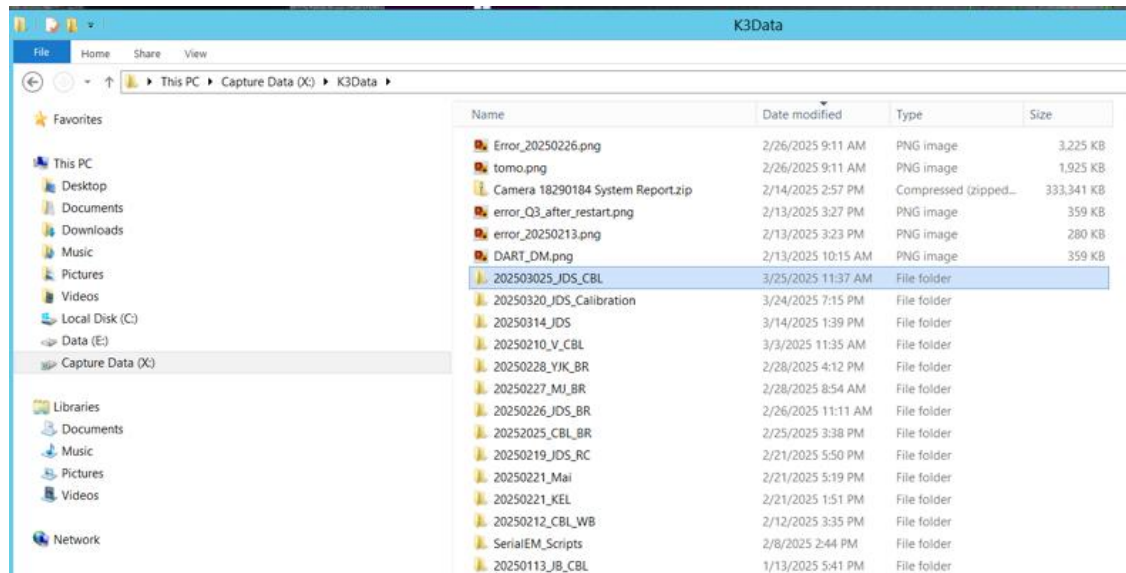 K3Data
File Home Share View
This PC Capture Data (X:) K3Data
Favorites
This PC
Desktop
Documents
Downloads
Music
Pictures
Videos
Local Disk (C:)
Data (E:)
Capture Data (X:)
Libraries
Documents
Music
Pictures
Videos
Network
Name Date modified Type Size
Error_20250226.png 2/26/2025 9:11 AM PNG image 3,225 KB
tomo.png 2/26/2025 9:11 AM PNG image 1,925 KB
Camera 18290184 System Report.zip 2/14/2025 2:57 PM Compressed (zipped... 333,341 KB
error_Q3_after_restart.png 2/13/2025 3:27 PM PNG image 359 KB
error_20250213.png 2/13/2025 3:23 PM PNG image 280 KB
DART_DM.png 2/13/2025 10:15 AM PNG image 359 KB
202503025_JDS_CBL 3/25/2025 11:37 AM File folder
20250320_JDS_Calibration 3/24/2025 7:15 PM File folder
20250314_JDS 3/14/2025 1:39 PM File folder
20250210_V_CBL 3/3/2025 11:35 AM File folder
20250228_YJK_BR 2/28/2025 4:12 PM File folder
20250227_MJ_BR 2/28/2025 8:54 AM File folder
20250226_JDS_BR 2/26/2025 11:11 AM File folder
20252025_CBL_BR 2/25/2025 3:38 PM File folder
20250219_JDS_RC 2/21/2025 5:50 PM File folder
20250221_Mai 2/21/2025 5:19 PM File folder
20250221_KEL 2/21/2025 1:51 PM File folder
20250212_CBL_WB 2/12/2025 3:35 PM File folder
SerialEM_Scripts 2/8/2025 2:44 PM File folder
20250113_JB_CBL 1/13/2025 5:41 PM File folder